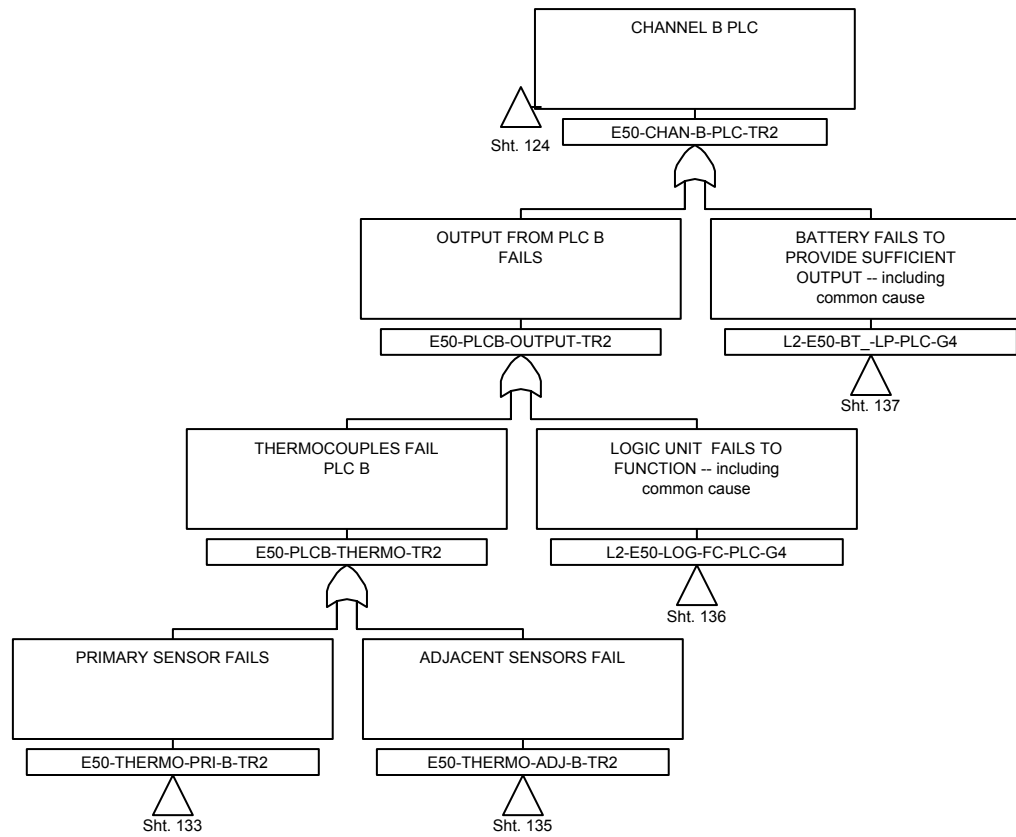 CHANNEL B PLC
Sht. 124
E50-CHAN-B-PLC-TR2
OUTPUT FROM PLC B
FAILS
E50-PLCB-OUTPUT-TR2
BATTERY FAILS TO
PROVIDE SUFFICIENT
OUTPUT -- including
common cause
L2-E50-BT_-LP-PLC-G4
Sht. 137
THERMOCOUPLES FAIL
PLC B
E50-PLCB-THERMO-TR2
LOGIC UNIT  FAILS TO
FUNCTION -- including
common cause
L2-E50-LOG-FC-PLC-G4
Sht. 136
PRIMARY SENSOR FAILS
E50-THERMO-PRI-B-TR2
Sht. 133
ADJACENT SENSORS FAIL
E50-THERMO-ADJ-B-TR2
Sht. 135